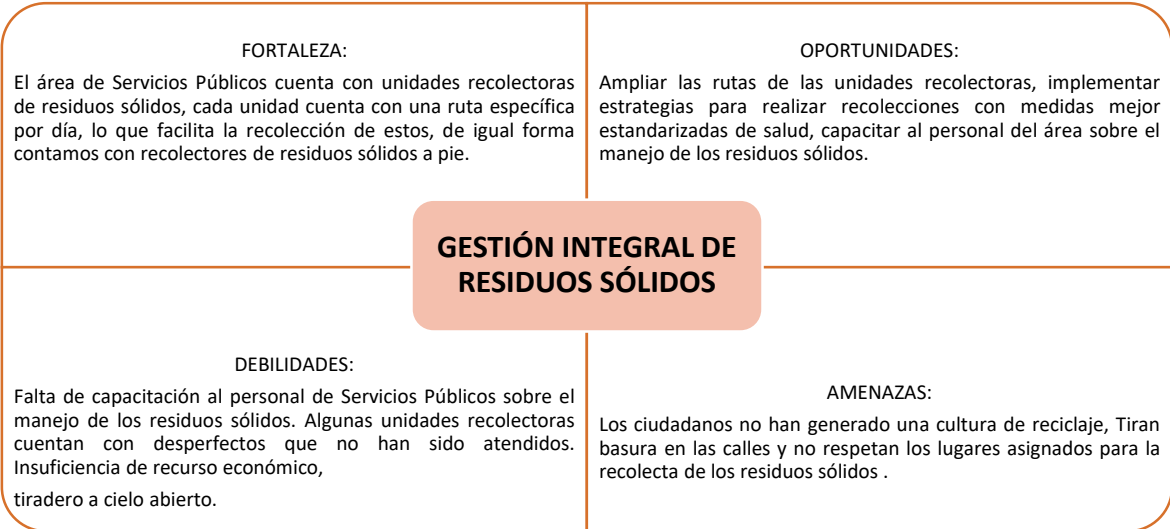 FORTALEZA:
El área de Servicios Públicos cuenta con unidades recolectoras
de residuos sólidos, cada unidad cuenta con una ruta específica
por día, lo que facilita la recolección de estos, de igual forma
contamos con recolectores de residuos sólidos a pie.
OPORTUNIDADES:
Ampliar las rutas de las unidades recolectoras, implementar
estrategias para realizar recolecciones con medidas mejor
estandarizadas de salud, capacitar al personal del área sobre el
manejo de los residuos sólidos.
GESTIÓN INTEGRAL DE
RESIDUOS SÓLIDOS
DEBILIDADES:
Falta de capacitación al personal de Servicios Públicos sobre el
manejo de los residuos sólidos. Algunas unidades recolectoras
cuentan con desperfectos que no han sido atendidos.
Insuficiencia de recurso económico,
tiradero a cielo abierto.
AMENAZAS:
Los ciudadanos no han generado una cultura de reciclaje, Tiran
basura en las calles y no respetan los lugares asignados para la
recolecta de los residuos sólidos .